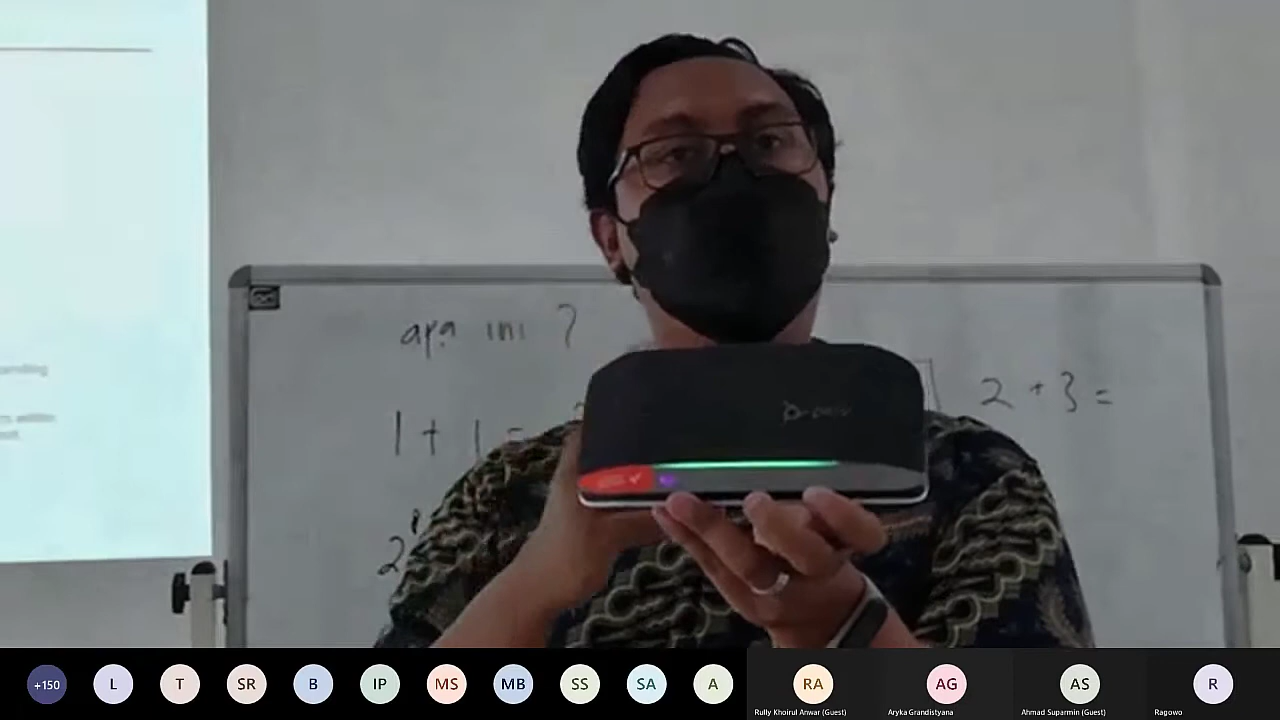 apa ini ?
1 + 1 =
2 + 3 =
2
+150
L
T
SR
B
IP
MS
MB
SS
SA
A
RA
AG
AS
R
Rully Khoirul Anwar (Guest)
Aryka Grandistyana
Ahmad Suparmin (Guest)
Ragowo